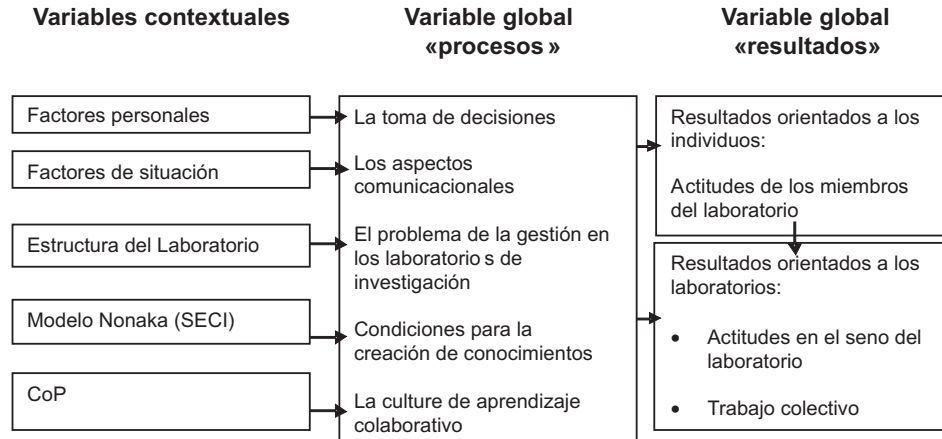 Variables contextuales
Variable global
«procesos »
Variable global
«resultados»
Factores personales
Factores de situación
Estructura del Laboratorio
Modelo Nonaka (SECI)
CoP
La toma de decisiones
Los aspectos
comunicacionales
El problema de la gestión en
los laboratorio s de
investigación
Condiciones para la
creación de conocimientos
La culture de aprendizaje
colaborativo
Resultados orientados a los
individuos:
Actitudes de los miembros
del laboratorio
Resultados orientados a los
laboratorios:
• Actitudes en el seno del
laboratorio
• Trabajo colectivo